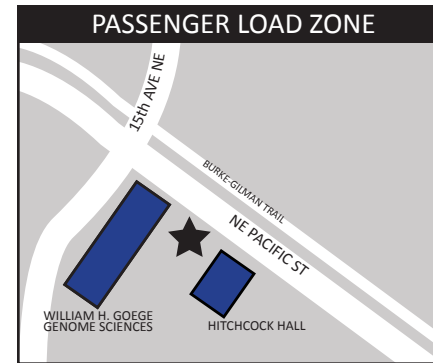 PASSENGER LOAD ZONE
15th AVE NE
BURKE-GILMAN TRAIL
NE PACIFIC ST
WILLIAM H. GOEGE
GENOME SCIENCES
HITCHCOCK HALL